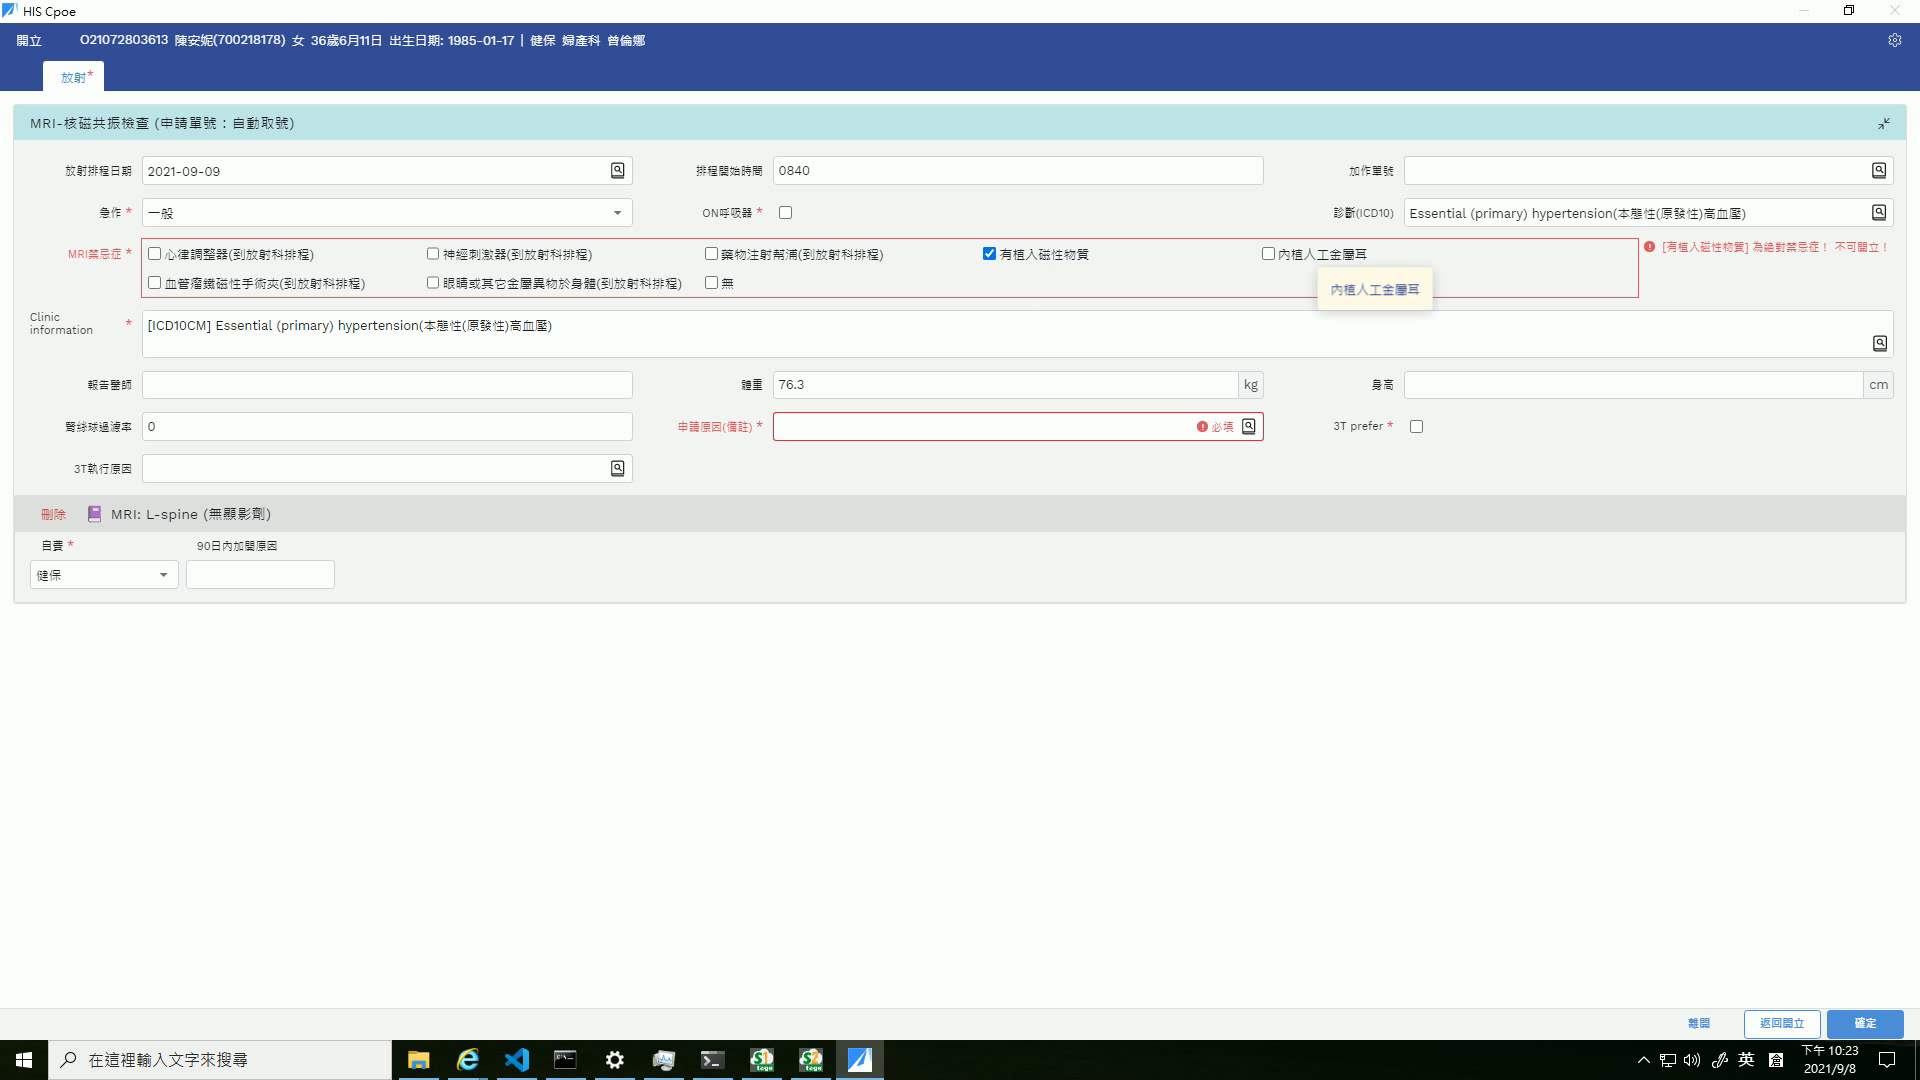 HIS Cpoe
開立 O21072803613 陳安妮(700218178) 女 36歲6月11日 出生日期: 1985-01-17 | 健保 婦產科 曾倫娜
放射*
MRI-核磁共振檢查 (申請單號：自動取號)
放射排程日期 2021-09-09 排程開始時間 0840 加作單號
急作 * 一般 ON呼吸器 * 診斷(ICD10) Essential (primary) hypertension(本態性(原發性)高血壓)
MRI禁忌症 * 心律調整器(到放射科排程) 神經刺激器(到放射科排程) 藥物注射幫浦(到放射科排程) 有植入磁性物質 內植人工金屬耳 [有植入磁性物質] 為絕對禁忌症！ 不可開立！
血管瘤鐵磁性手術夾(到放射科排程) 眼睛或其它金屬異物於身體(到放射科排程) 無
內植人工金屬耳
Clinic information * [ICD10CM] Essential (primary) hypertension(本態性(原發性)高血壓)
報告醫師 體重 76.3 kg 身高 cm
腎絲球過濾率 0 申請原因(備註) * 必填 3T prefer *
3T執行原因
刪除 MRI: L-spine (無顯影劑)
自費 * 90日內加開原因
健保
離開 返回開立 確定
在這裡輸入文字來搜尋
S1 togo S2 togo
英 倉 下午 10:23
2021/9/8